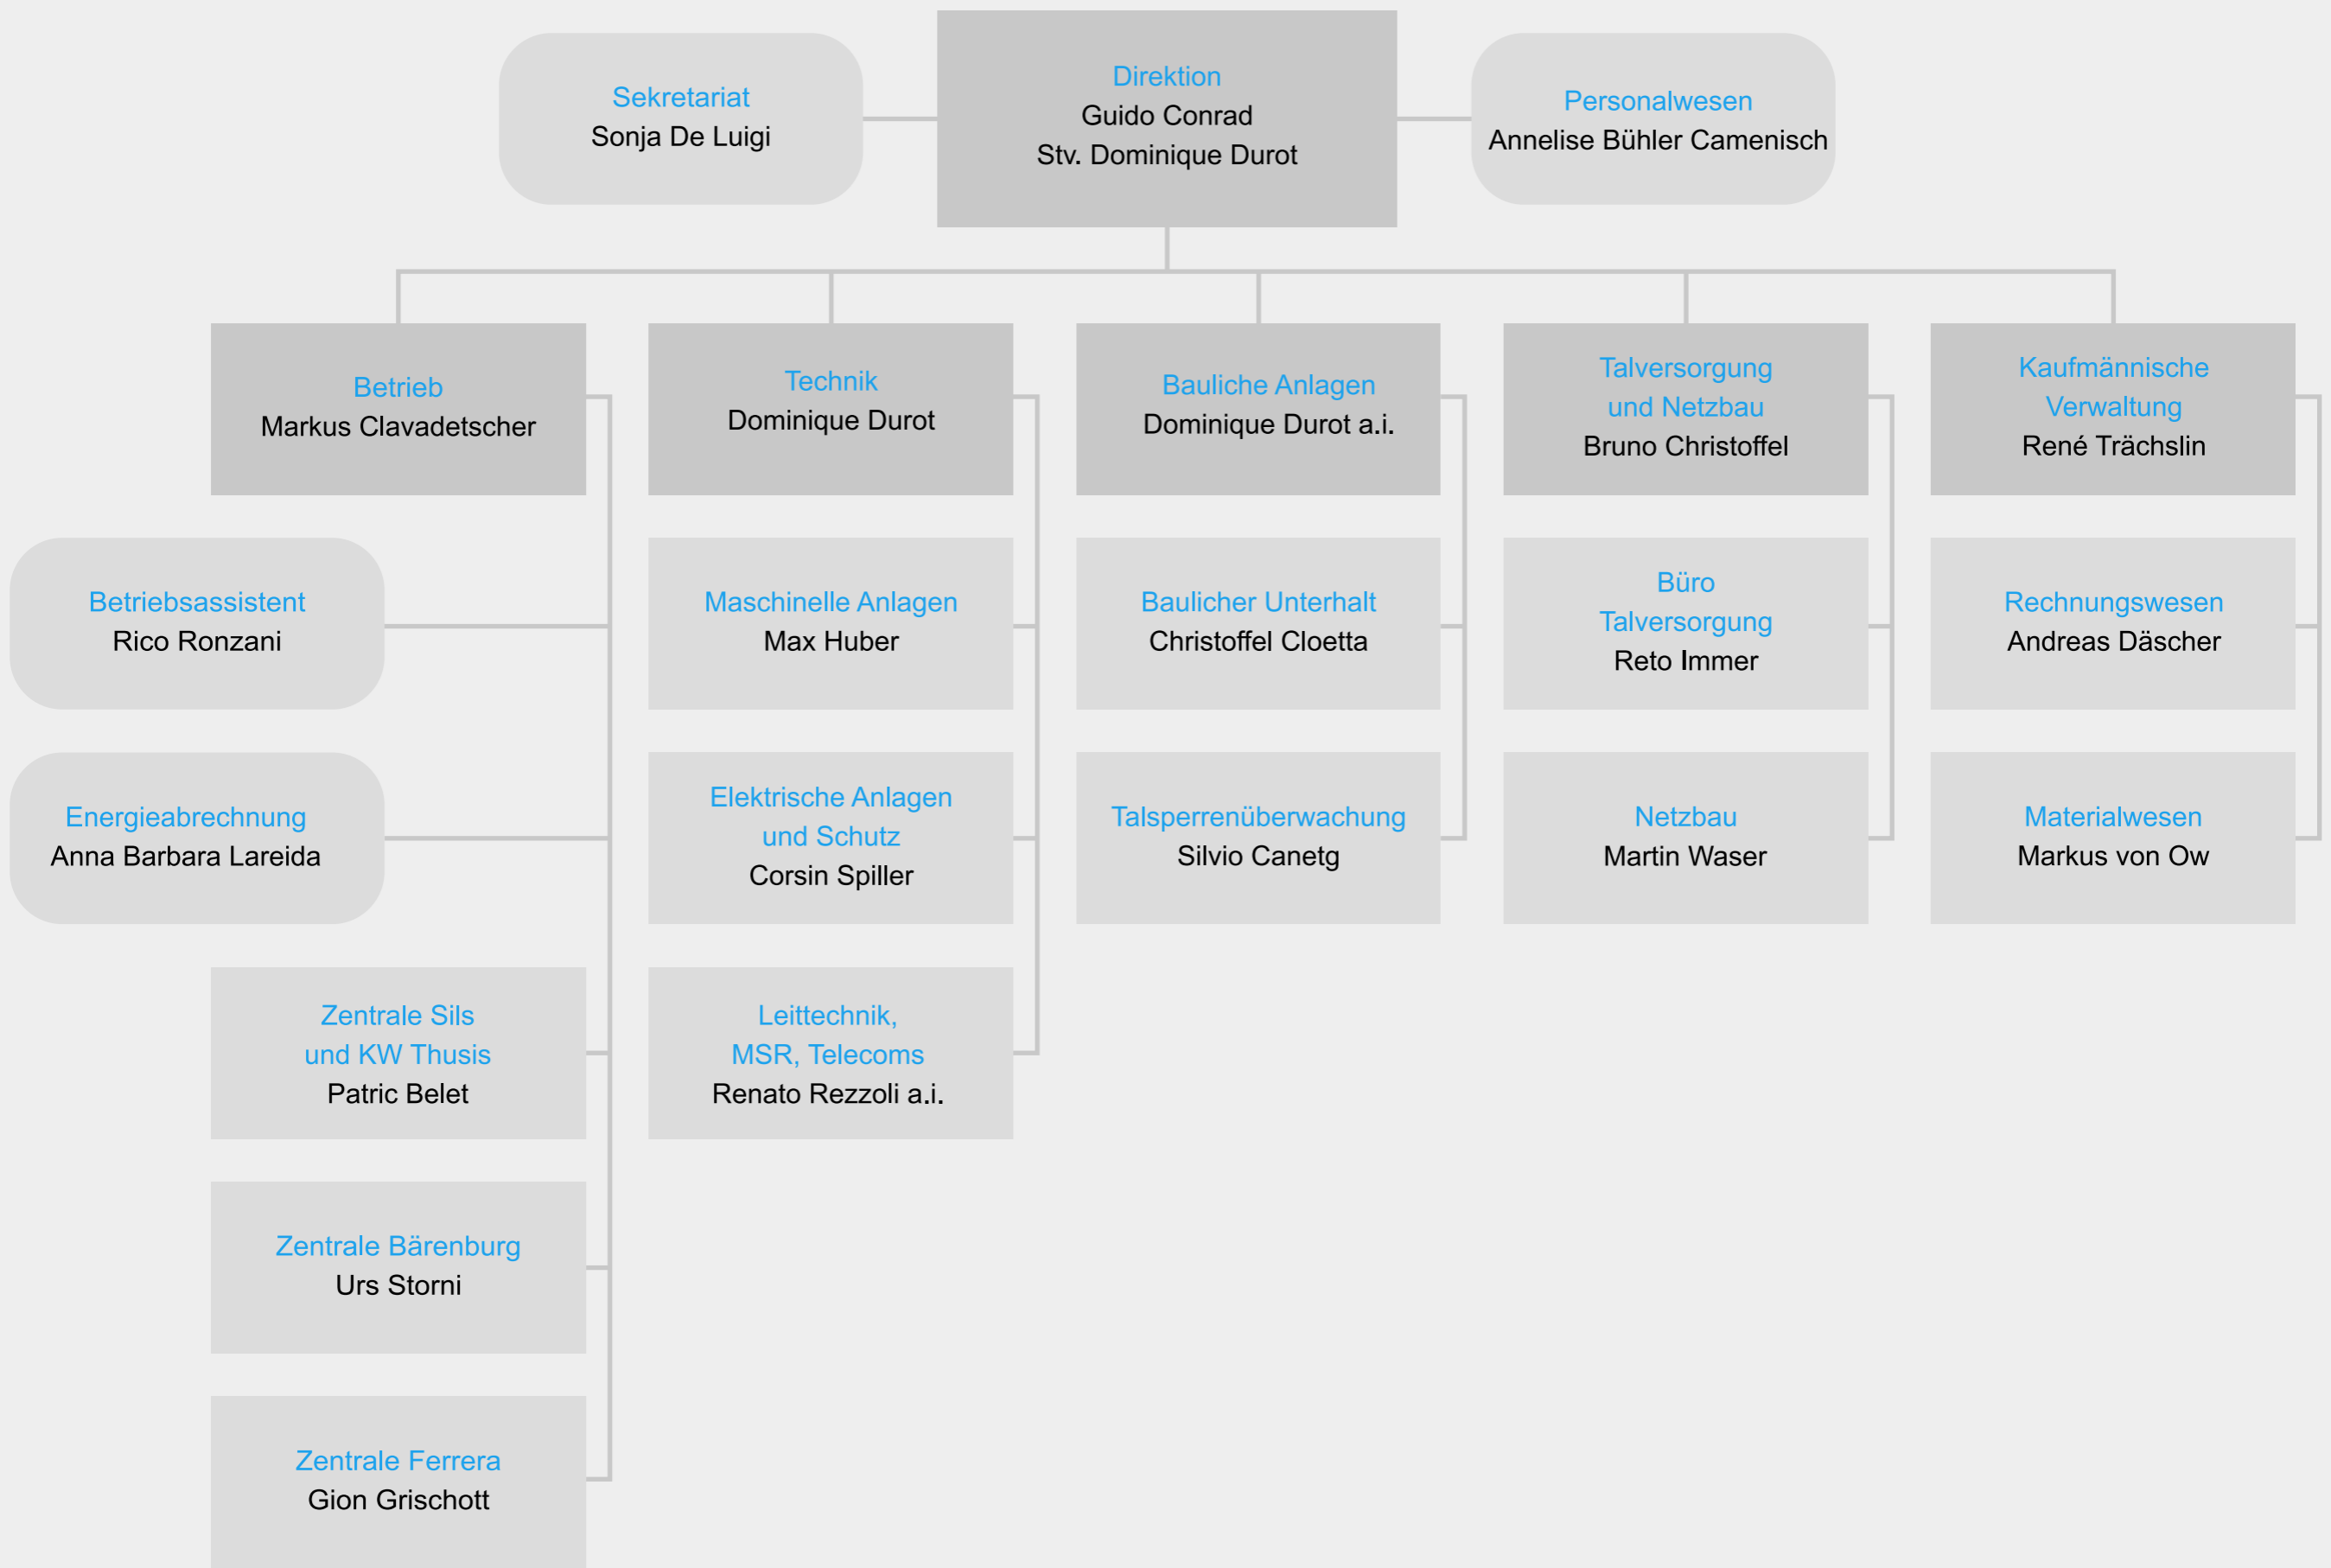 Sekretariat
Sonja De Luigi
Direktion
Guido Conrad
Stv. Dominique Durot
Personalwesen
Annelise Bühler Camenisch
Betrieb
Markus Clavadetscher
Technik
Dominique Durot
Bauliche Anlagen
Dominique Durot a.i.
Talversorgung
und Netzbau
Bruno Christoffel
Kaufmännische
Verwaltung
René Trächslin
Betriebsassistent
Rico Ronzani
Maschinelle Anlagen
Max Huber
Baulicher Unterhalt
Christoffel Cloetta
Büro
Talversorgung
Reto Immer
Rechnungswesen
Andreas Däscher
Energieabrechnung
Anna Barbara Lareida
Elektrische Anlagen
und Schutz
Corsin Spiller
Talsperrenüberwachung
Silvio Canetg
Netzbau
Martin Waser
Materialwesen
Markus von Ow
Zentrale Sils
und KW Thusis
Patric Belet
Leittechnik,
MSR, Telecoms
Renato Rezzoli a.i.
Zentrale Bärenburg
Urs Storni
Zentrale Ferrera
Gion Grischott